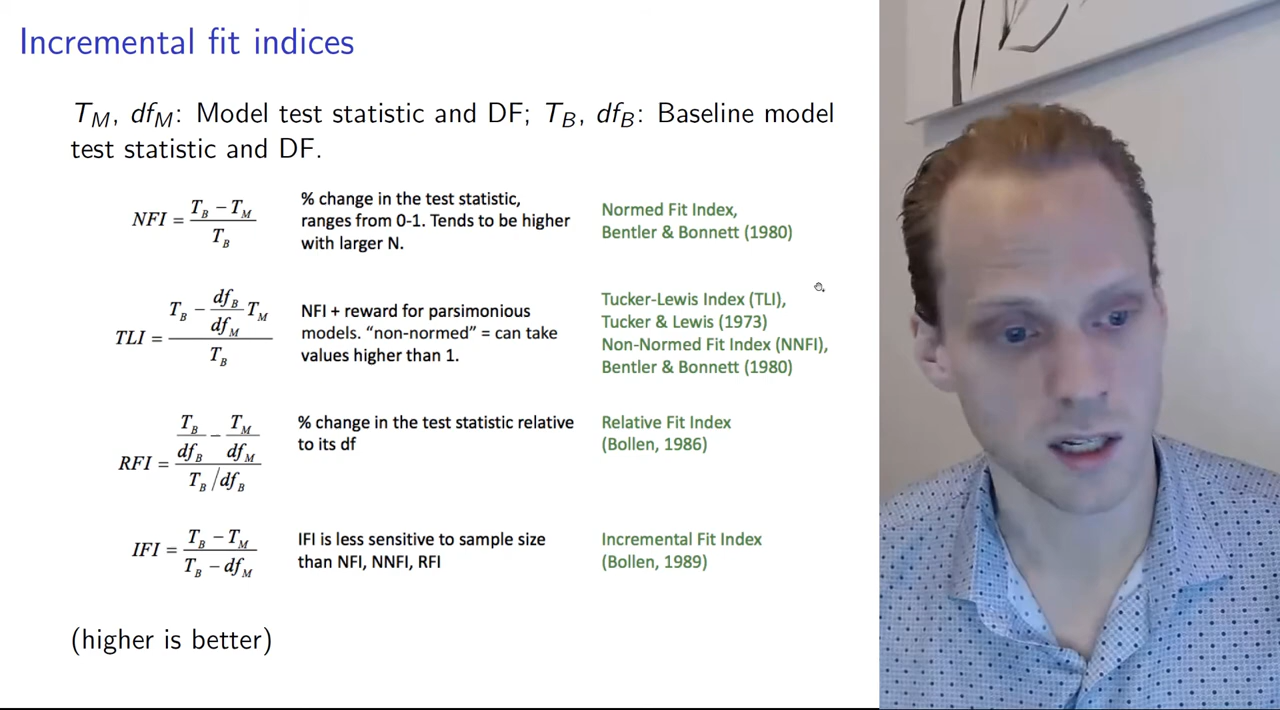 Incremental fit indices
T_M, df_M: Model test statistic and DF; T_B, df_B: Baseline model
test statistic and DF.
NFI = (T_B − T_M) / T_B
% change in the test statistic,
ranges from 0-1. Tends to be higher
with larger N.
Normed Fit Index,
Bentler & Bonnett (1980)
TLI = (T_B − (df_B / df_M) T_M) / T_B
NFI + reward for parsimonious
models. “non-normed” = can take
values higher than 1.
Tucker-Lewis Index (TLI),
Tucker & Lewis (1973)
Non-Normed Fit Index (NNFI),
Bentler & Bonnett (1980)
RFI = (T_B / df_B − T_M / df_M) / (T_B / df_B)
% change in the test statistic relative
to its df
Relative Fit Index
(Bollen, 1986)
IFI = (T_B − T_M) / (T_B − df_M)
IFI is less sensitive to sample size
than NFI, NNFI, RFI
Incremental Fit Index
(Bollen, 1989)
(higher is better)